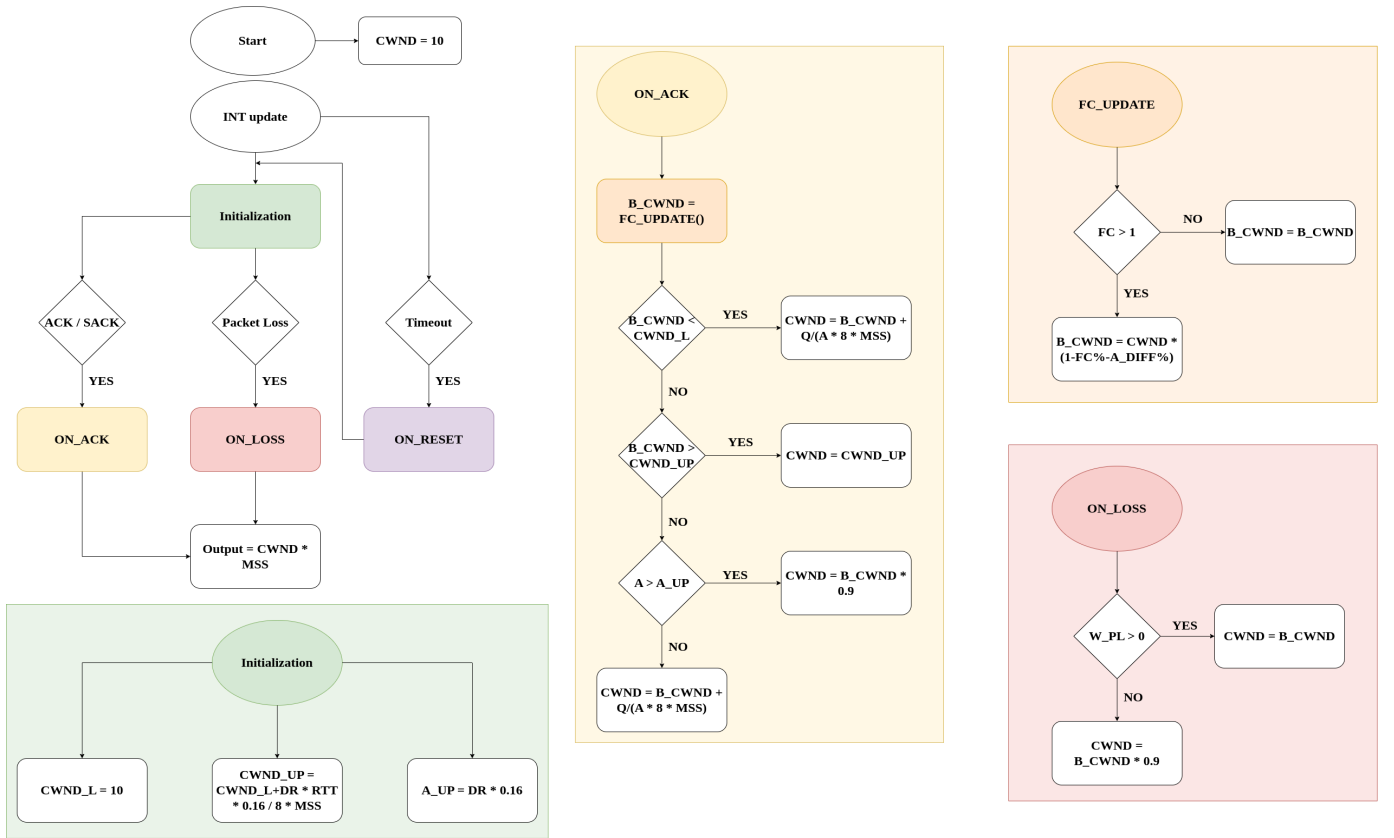 Start
CWND = 10
INT update
Initialization
ACK / SACK
Packet Loss
Timeout
YES
YES
YES
ON_ACK
ON_LOSS
ON_RESET
Output = CWND *
MSS
Initialization
CWND_L = 10
CWND_UP =
CWND_L+DR * RTT
* 0.16 / 8 * MSS
A_UP = DR * 0.16
ON_ACK
B_CWND =
FC_UPDATE()
B_CWND <
CWND_L
YES
CWND = B_CWND +
Q/(A * 8 * MSS)
NO
B_CWND >
CWND_UP
YES
CWND = CWND_UP
NO
A > A_UP
YES
CWND = B_CWND *
0.9
NO
CWND = B_CWND +
Q/(A * 8 * MSS)
FC_UPDATE
FC > 1
NO
B_CWND = B_CWND
YES
B_CWND = CWND *
(1-FC%-A_DIFF%)
ON_LOSS
W_PL > 0
YES
CWND = B_CWND
NO
CWND =
B_CWND * 0.9